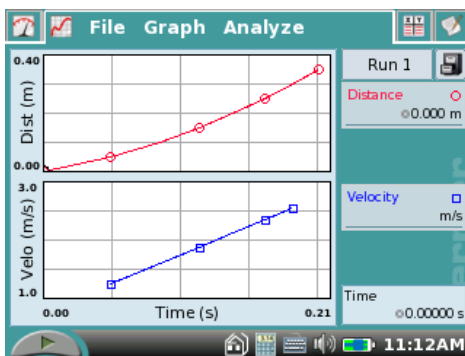 File Graph Analyze
0.40
Dist (m)
0.00
3.0
Velo (m/s)
1.0
0.00 Time (s) 0.21
Run 1
Distance
0.000 m
Velocity
m/s
Time
0.00000 s
11:12AM